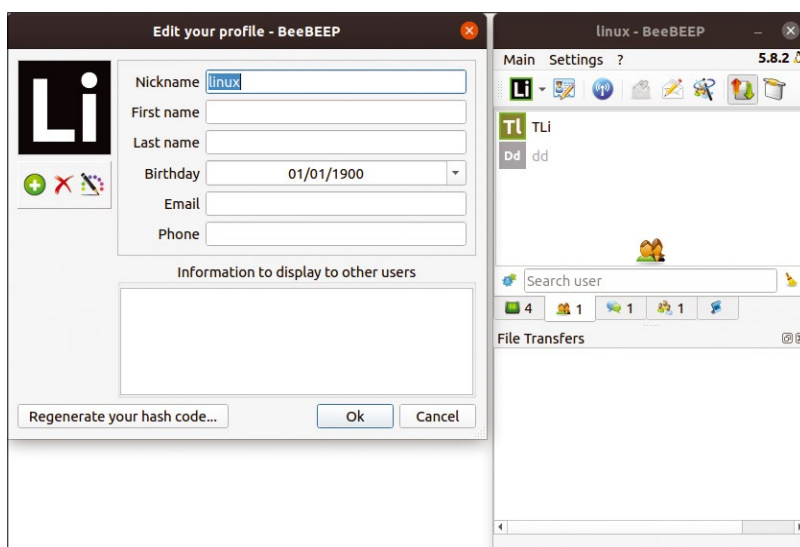 Edit your profile - BeeBEEP
Li
Nickname linux
First name
Last name
Birthday 01/01/1900
Email
Phone
Information to display to other users
Regenerate your hash code...
Ok
Cancel
linux - BeeBEEP
Main Settings ?
5.8.2
Li
Tl TLi
Dd dd
Search user
4 1 1 1
File Transfers